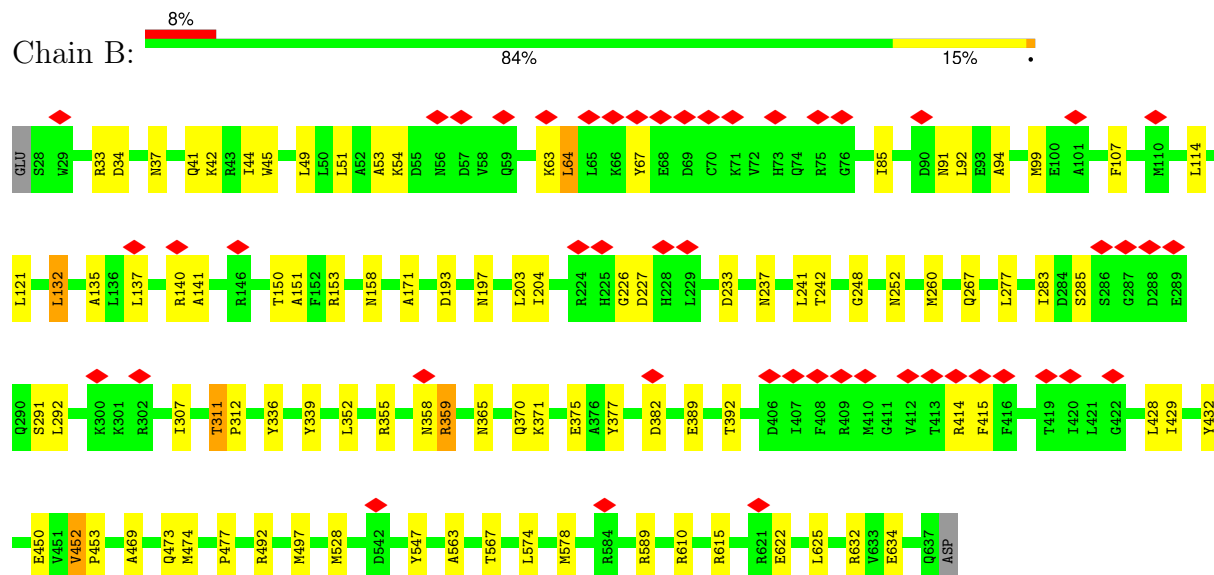 8%
Chain B:
84% 15% •
GLU S28 W29 R33 D34 N37 Q41 K42 R43 I44 W45 L49 L50 L51 A52 A53 K54 D55 N56 D57 V58 Q59 K63 L64 L65 K66 Y67 E68 D69 C70 K71 V72 H73 Q74 R75 G76 I85 D90 N91 L92 E93 A94 M99 E100 A101 F107 M110 L114
L121 L132 A135 L136 L137 R140 A141 R146 T150 A151 F152 R153 N158 A171 D193 N197 L203 I204 R224 H225 G226 D227 H228 L229 D233 N237 L241 T242 G248 N252 M260 Q267 L277 I283 D284 S285 S286 G287 D288 E289
Q290 S291 L292 K300 K301 R302 I307 T311 P312 Y336 Y339 L352 R355 N358 R359 N365 Q370 K371 E375 A376 Y377 D382 E389 T392 D406 I407 F408 R409 M410 G411 V412 T413 R414 F415 F416 T419 I420 L421 G422 L428 I429 Y432
E450 V451 V452 P453 A469 Q473 M474 P477 R492 M497 M528 D542 Y547 A563 T567 L574 M578 R584 R589 R610 R615 R621 E622 L625 R632 V633 E634 Q637 ASP